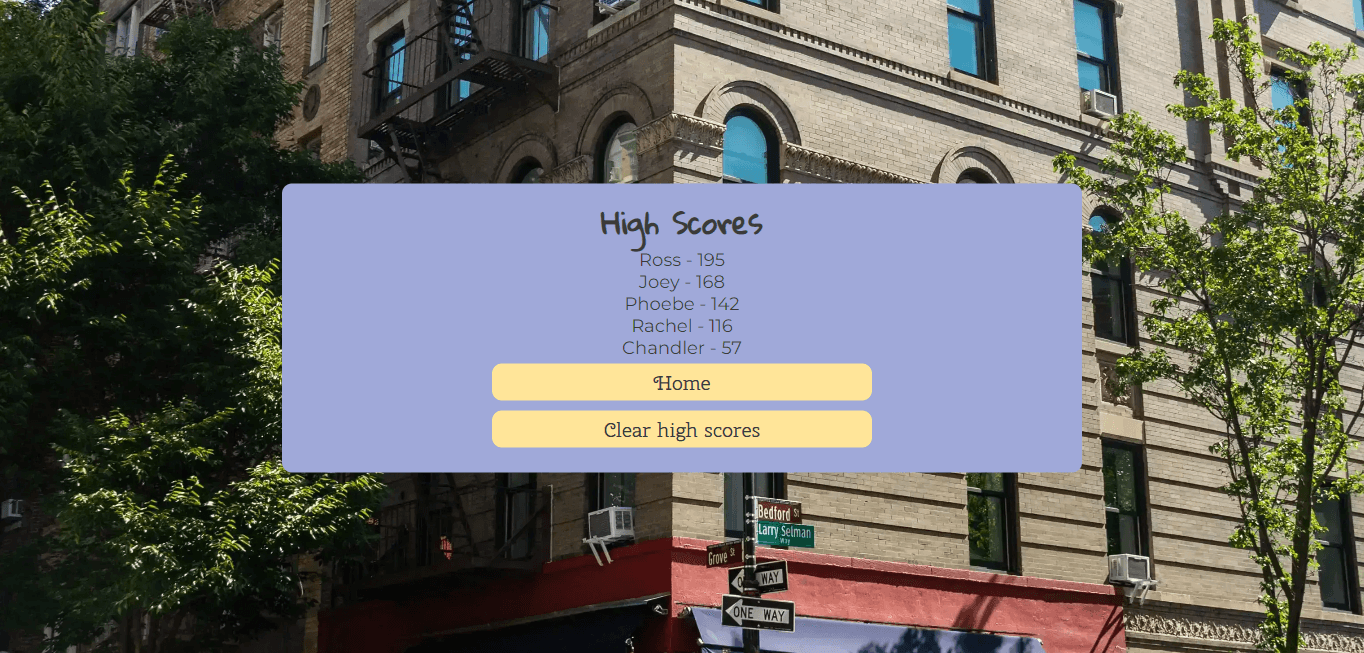 High Scores
Ross - 195
Joey - 168
Phoebe - 142
Rachel - 116
Chandler - 57
Home
Clear high scores
Bedford St
Larry Selman
Way
Grove St
ONE WAY
ONE WAY